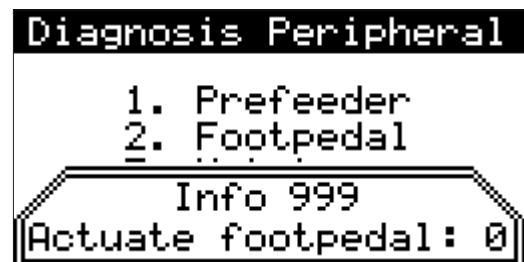 Diagnosis Peripheral
1. Prefeeder
2. Footpedal
Info 999
Actuate footpedal: 0